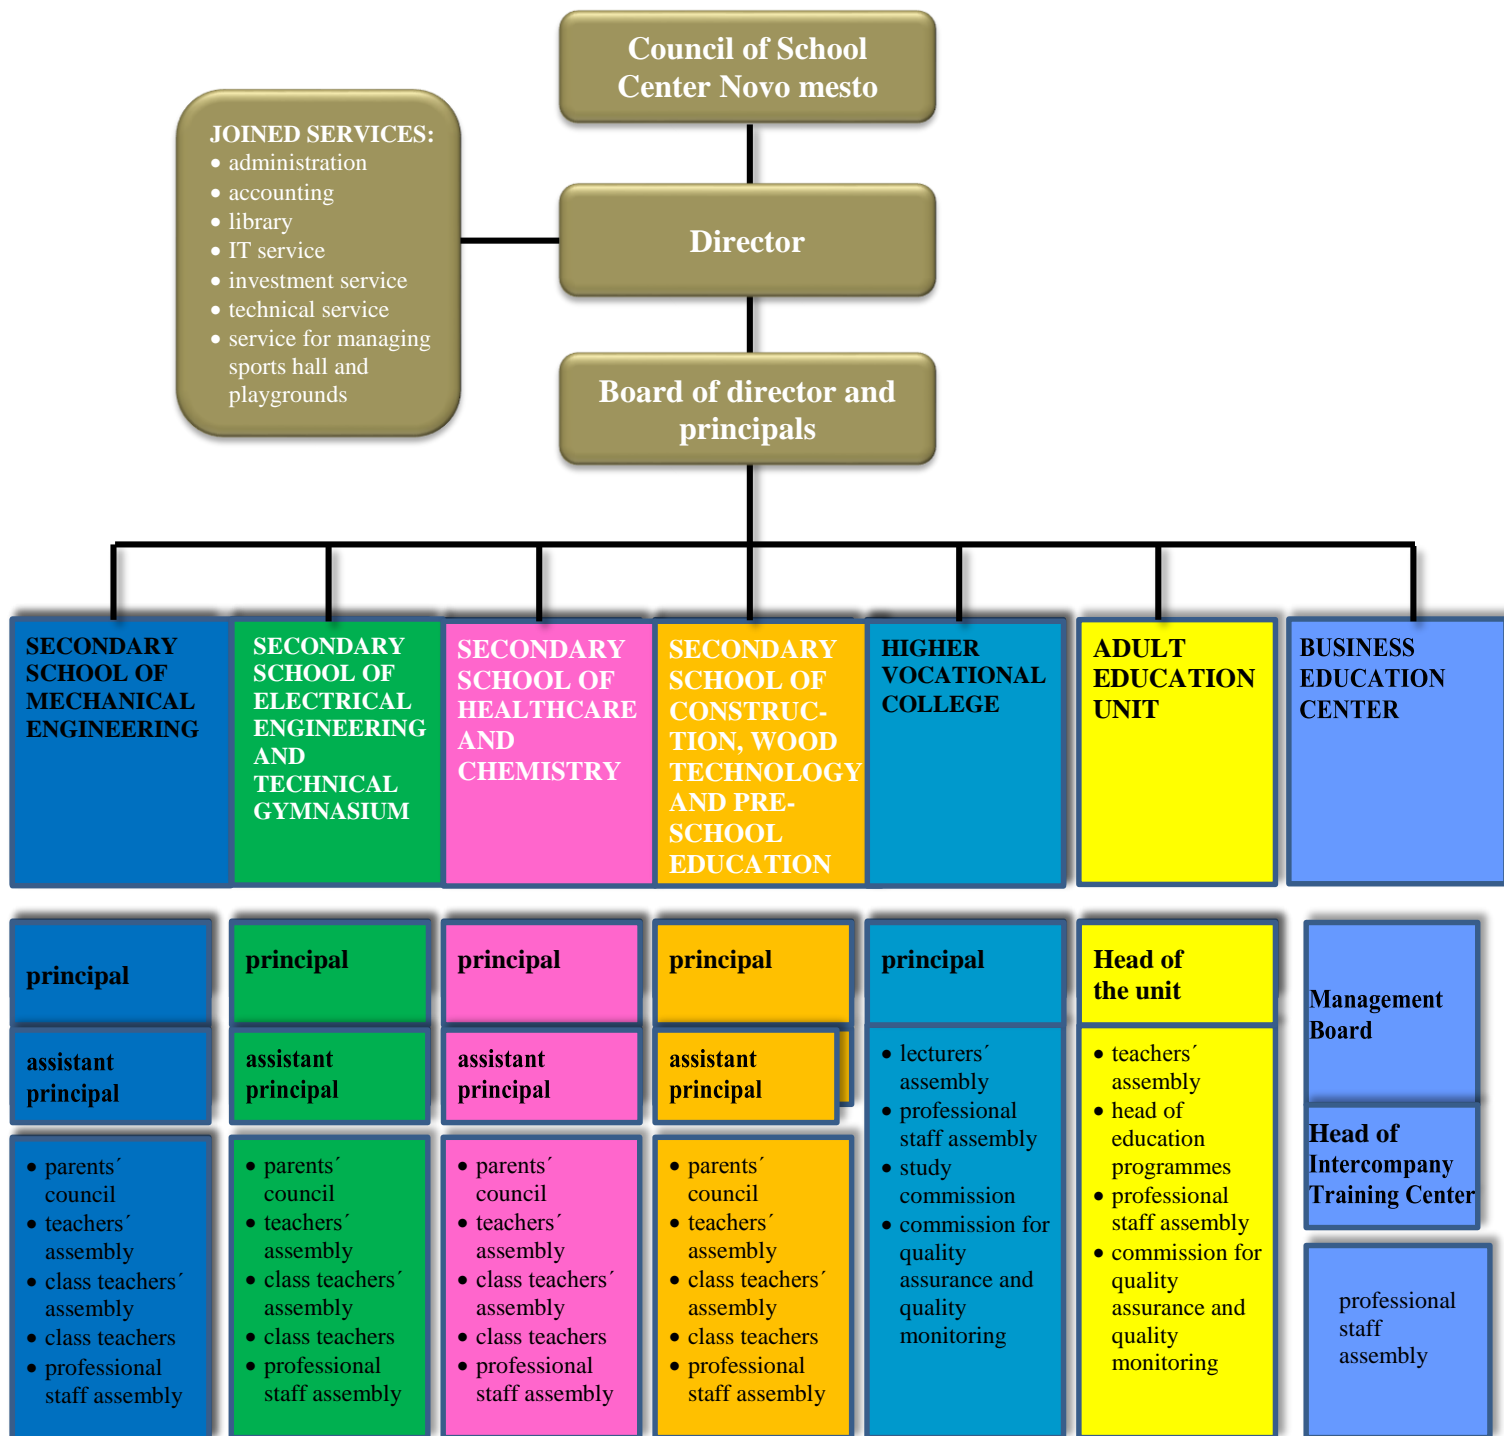 Council of School
Center Novo mesto
JOINED SERVICES:
• administration
• accounting
• library
• IT service
• investment service
• technical service
• service for managing
sports hall and
playgrounds
Director
Board of director and
principals
SECONDARY
SCHOOL OF
MECHANICAL
ENGINEERING
SECONDARY
SCHOOL OF
ELECTRICAL
ENGINEERING
AND
TECHNICAL
GYMNASIUM
SECONDARY
SCHOOL OF
HEALTHCARE
AND
CHEMISTRY
SECONDARY
SCHOOL OF
CONSTRUC-
TION, WOOD
TECHNOLOGY
AND PRE-
SCHOOL
EDUCATION
HIGHER
VOCATIONAL
COLLEGE
ADULT
EDUCATION
UNIT
BUSINESS
EDUCATION
CENTER
principal
principal
principal
principal
principal
Head of
the unit
Management
Board
assistant
principal
assistant
principal
assistant
principal
assistant
principal
Head of
Intercompany
Training Center
• parents´
council
• teachers´
assembly
• class teachers´
assembly
• class teachers
• professional
staff assembly
• parents´
council
• teachers´
assembly
• class teachers´
assembly
• class teachers
• professional
staff assembly
• parents´
council
• teachers´
assembly
• class teachers´
assembly
• class teachers
• professional
staff assembly
• parents´
council
• teachers´
assembly
• class teachers´
assembly
• class teachers
• professional
staff assembly
• lecturers´
assembly
• professional
staff assembly
• study
commission
• commission for
quality
assurance and
quality
monitoring
• teachers´
assembly
• head of
education
programmes
• professional
staff assembly
• commission for
quality
assurance and
quality
monitoring
professional
staff
assembly